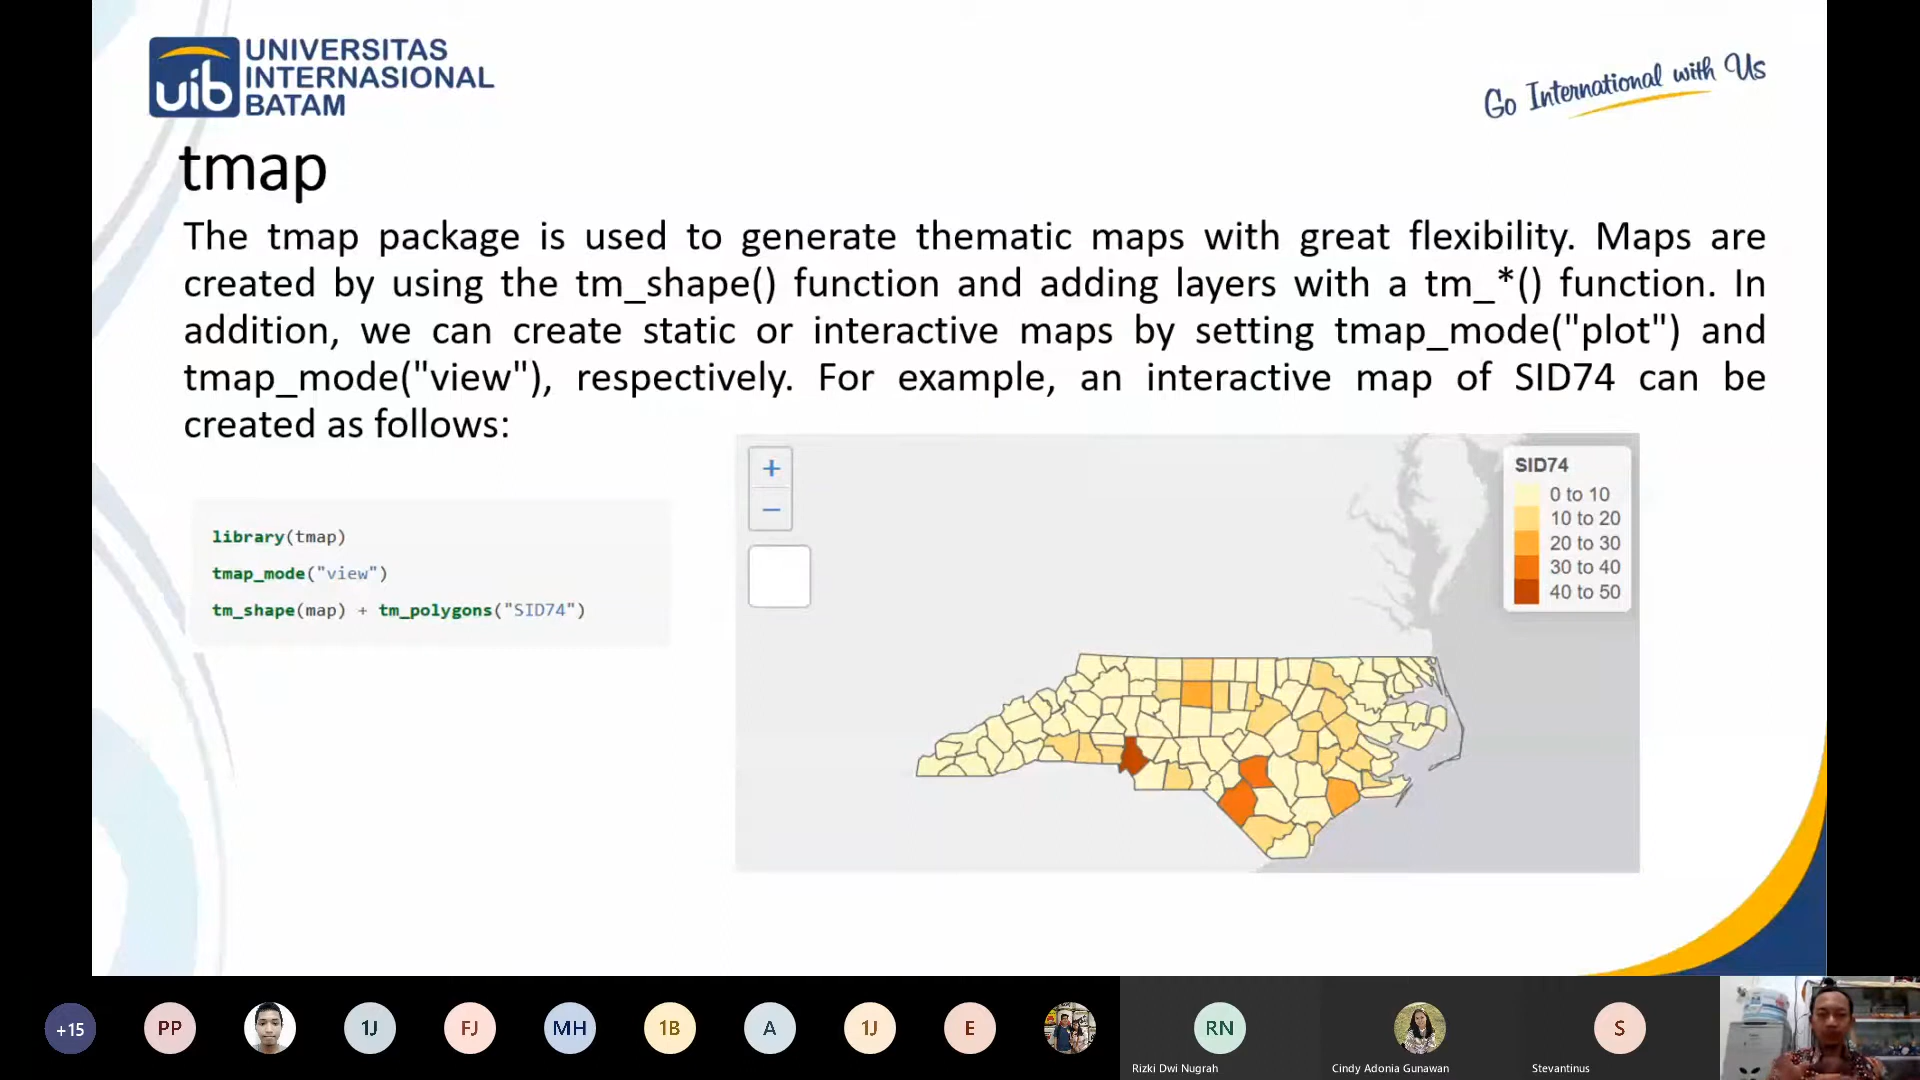 uib
UNIVERSITAS
INTERNASIONAL
BATAM
Go International with Us
tmap
The tmap package is used to generate thematic maps with great flexibility. Maps are
created by using the tm_shape() function and adding layers with a tm_*() function. In
addition, we can create static or interactive maps by setting tmap_mode("plot") and
tmap_mode("view"), respectively. For example, an interactive map of SID74 can be
created as follows:
library(tmap)
tmap_mode("view")
tm_shape(map) + tm_polygons("SID74")
+
−
SID74
0 to 10
10 to 20
20 to 30
30 to 40
40 to 50
+15
PP
1J
FJ
MH
1B
A
1J
E
RN
S
Rizki Dwi Nugrah
Cindy Adonia Gunawan
Stevantinus